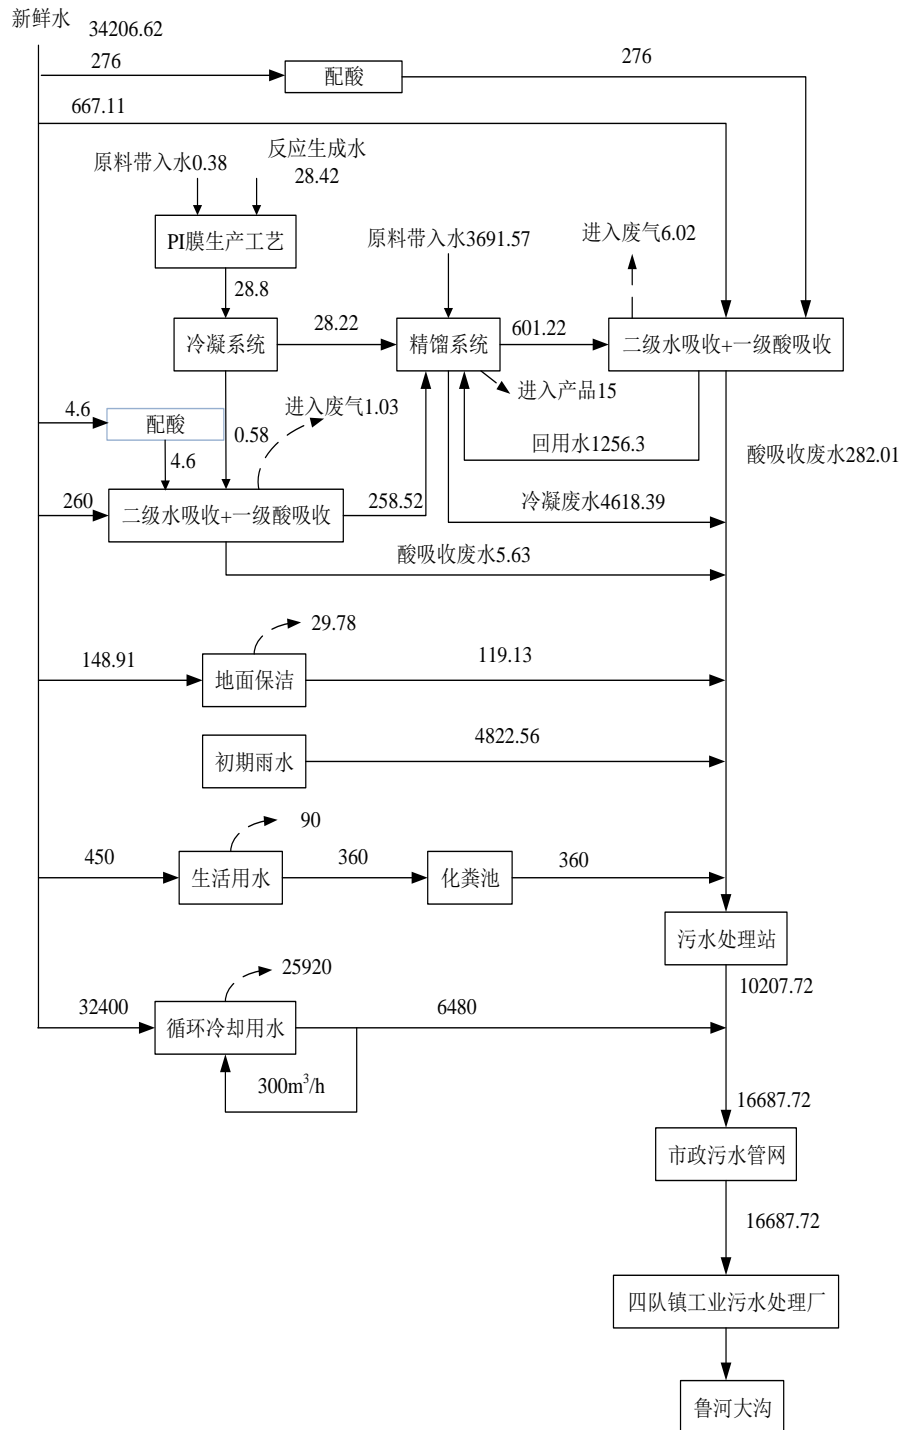 新鲜水
34206.62
276
配酸
276
667.11
原料带入水0.38
反应生成水
28.42
PI膜生产工艺
原料带入水3691.57
进入废气6.02
28.8
冷凝系统
28.22
精馏系统
601.22
二级水吸收+一级酸吸收
进入产品15
4.6
配酸
进入废气1.03
0.58
回用水1256.3
酸吸收废水282.01
4.6
260
二级水吸收+一级酸吸收
258.52
冷凝废水4618.39
酸吸收废水5.63
29.78
148.91
地面保洁
119.13
初期雨水
4822.56
90
450
生活用水
360
化粪池
360
污水处理站
10207.72
25920
32400
循环冷却用水
6480
300m³/h
16687.72
市政污水管网
16687.72
四队镇工业污水处理厂
鲁河大沟